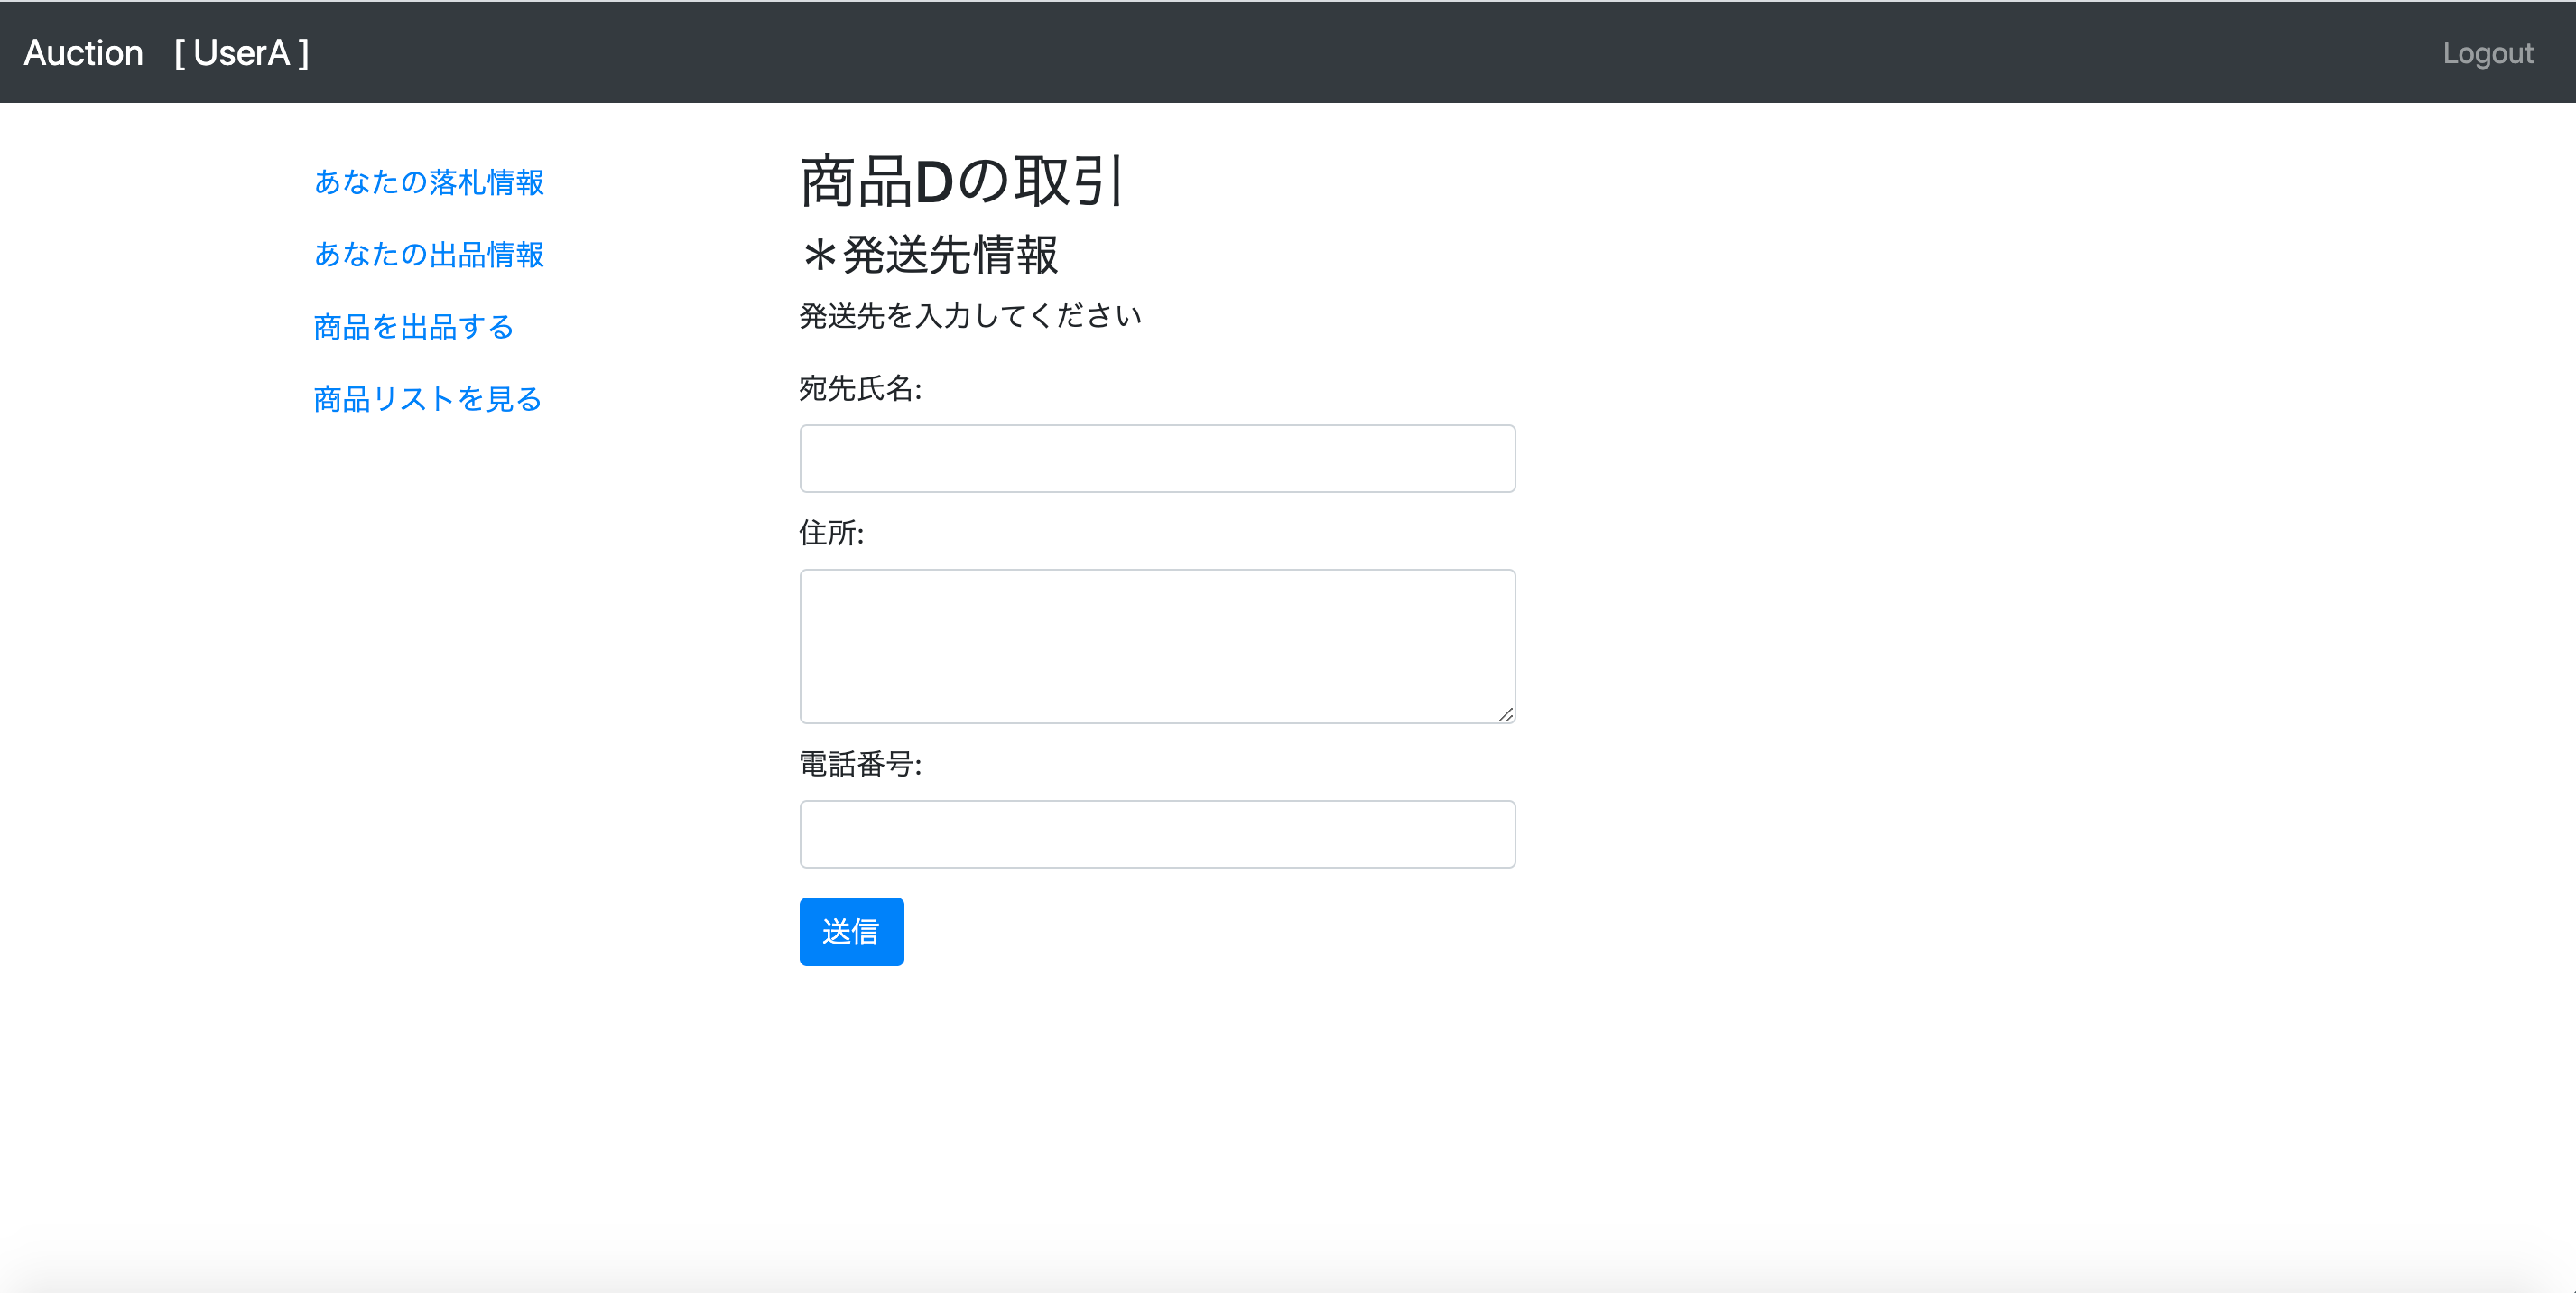 Auction [ UserA ]
Logout
あなたの落札情報
あなたの出品情報
商品を出品する
商品リストを見る
商品Dの取引
＊発送先情報
発送先を入力してください
宛先氏名:
住所:
電話番号:
送信